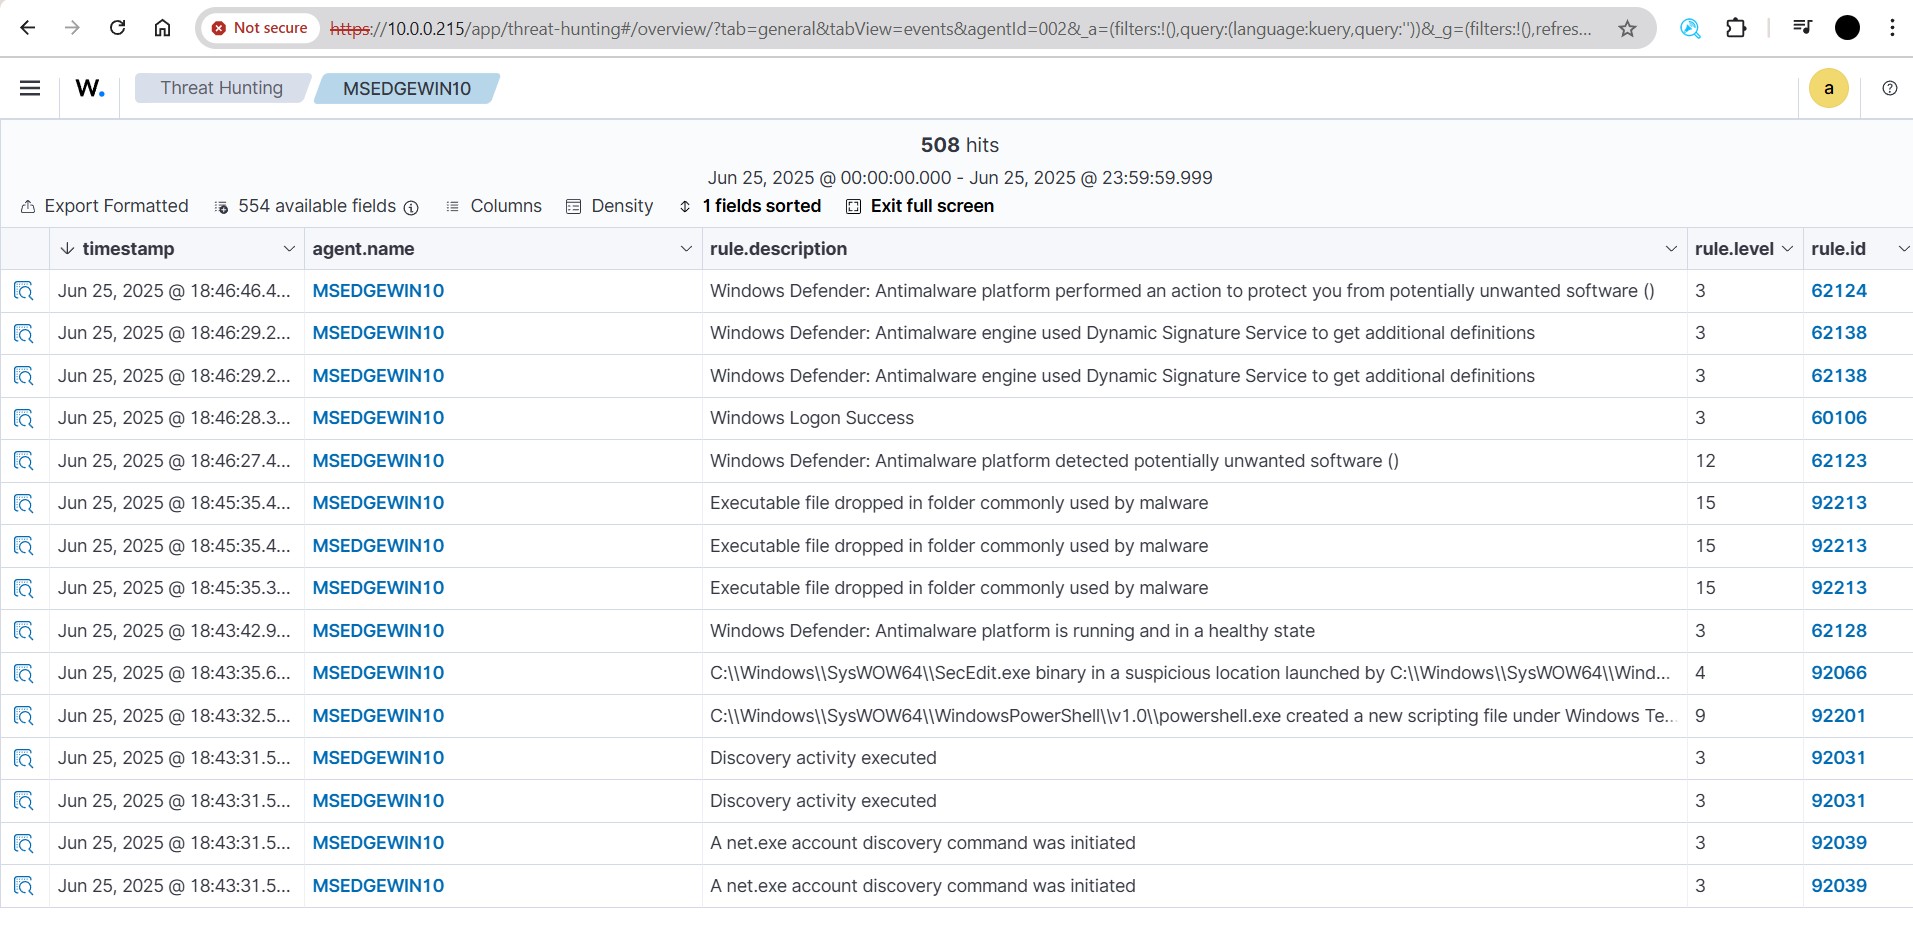 Not secure https://10.0.0.215/app/threat-hunting#/overview/?tab=general&tabView=events&agentId=002&_a=(filters:!(),query:(language:kuery,query:''))&_g=(filters:!(),refres...
W. Threat Hunting MSEDGEWIN10 a
508 hits
Jun 25, 2025 @ 00:00:00.000 - Jun 25, 2025 @ 23:59:59.999
Export Formatted 554 available fields Columns Density 1 fields sorted Exit full screen
timestamp agent.name rule.description rule.level rule.id
Jun 25, 2025 @ 18:46:46.4... MSEDGEWIN10 Windows Defender: Antimalware platform performed an action to protect you from potentially unwanted software () 3 62124
Jun 25, 2025 @ 18:46:29.2... MSEDGEWIN10 Windows Defender: Antimalware engine used Dynamic Signature Service to get additional definitions 3 62138
Jun 25, 2025 @ 18:46:29.2... MSEDGEWIN10 Windows Defender: Antimalware engine used Dynamic Signature Service to get additional definitions 3 62138
Jun 25, 2025 @ 18:46:28.3... MSEDGEWIN10 Windows Logon Success 3 60106
Jun 25, 2025 @ 18:46:27.4... MSEDGEWIN10 Windows Defender: Antimalware platform detected potentially unwanted software () 12 62123
Jun 25, 2025 @ 18:45:35.4... MSEDGEWIN10 Executable file dropped in folder commonly used by malware 15 92213
Jun 25, 2025 @ 18:45:35.4... MSEDGEWIN10 Executable file dropped in folder commonly used by malware 15 92213
Jun 25, 2025 @ 18:45:35.3... MSEDGEWIN10 Executable file dropped in folder commonly used by malware 15 92213
Jun 25, 2025 @ 18:43:42.9... MSEDGEWIN10 Windows Defender: Antimalware platform is running and in a healthy state 3 62128
Jun 25, 2025 @ 18:43:35.6... MSEDGEWIN10 C:\\Windows\\SysWOW64\\SecEdit.exe binary in a suspicious location launched by C:\\Windows\\SysWOW64\\Wind... 4 92066
Jun 25, 2025 @ 18:43:32.5... MSEDGEWIN10 C:\\Windows\\SysWOW64\\WindowsPowerShell\\v1.0\\powershell.exe created a new scripting file under Windows Te... 9 92201
Jun 25, 2025 @ 18:43:31.5... MSEDGEWIN10 Discovery activity executed 3 92031
Jun 25, 2025 @ 18:43:31.5... MSEDGEWIN10 Discovery activity executed 3 92031
Jun 25, 2025 @ 18:43:31.5... MSEDGEWIN10 A net.exe account discovery command was initiated 3 92039
Jun 25, 2025 @ 18:43:31.5... MSEDGEWIN10 A net.exe account discovery command was initiated 3 92039